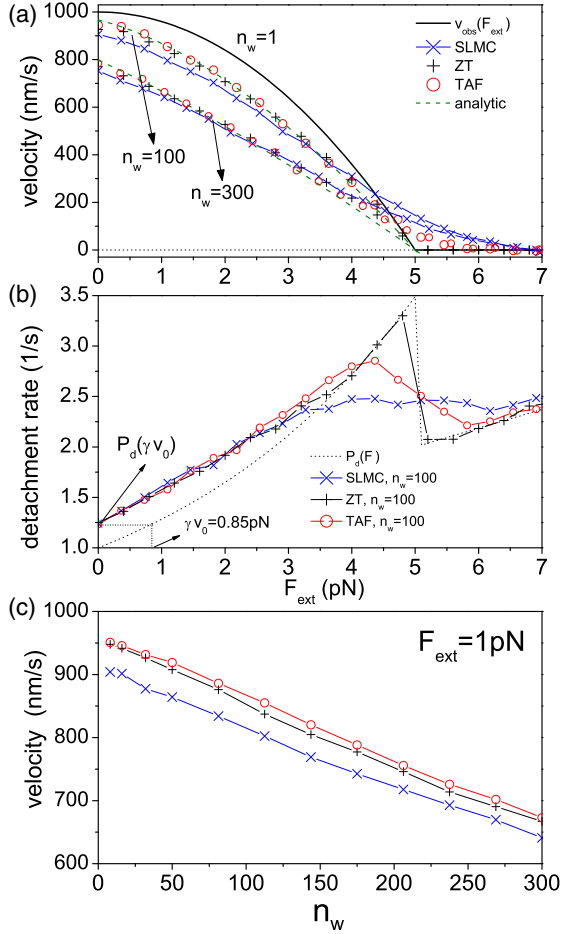 (a)
1000
800
600
400
200
0
velocity (nm/s)
n_w=1
n_w=100
n_w=300
v_obs(F_ext)
SLMC
ZT
TAF
analytic
0 1 2 3 4 5 6 7
(b)
3.5
3.0
2.5
2.0
1.5
1.0
detachment rate (1/s)
P_d(γ v_0)
γ v_0=0.85pN
P_d(F)
SLMC, n_w=100
ZT, n_w=100
TAF, n_w=100
0 1 2 3 4 5 6 7
F_ext (pN)
(c)
1000
900
800
700
600
velocity (nm/s)
F_ext=1pN
0 50 100 150 200 250 300
n_w